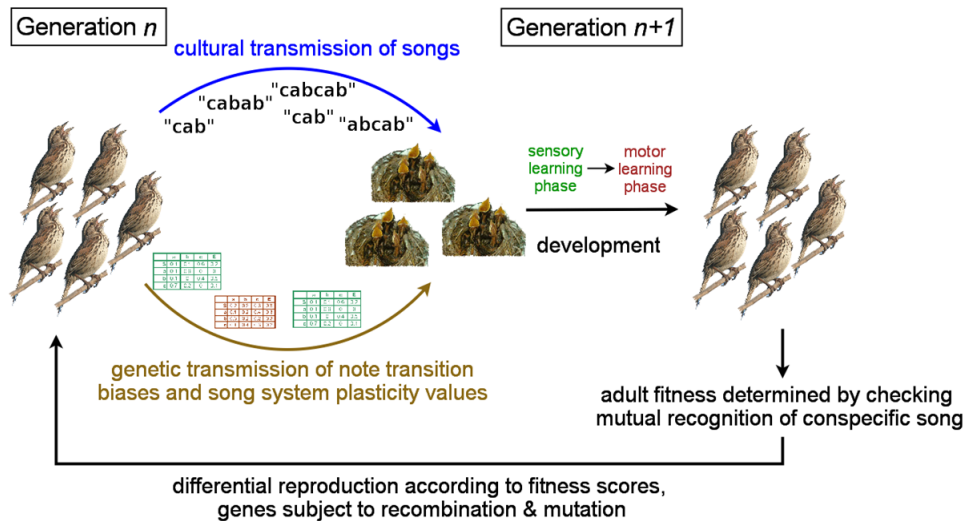 Generation n
Generation n+1
cultural transmission of songs
"cabcab"
"cabab"
"cab"
"cab"
"abcab"
sensory
learning
phase
motor
learning
phase
development
genetic transmission of note transition
biases and song system plasticity values
adult fitness determined by checking
mutual recognition of conspecific song
differential reproduction according to fitness scores,
genes subject to recombination & mutation